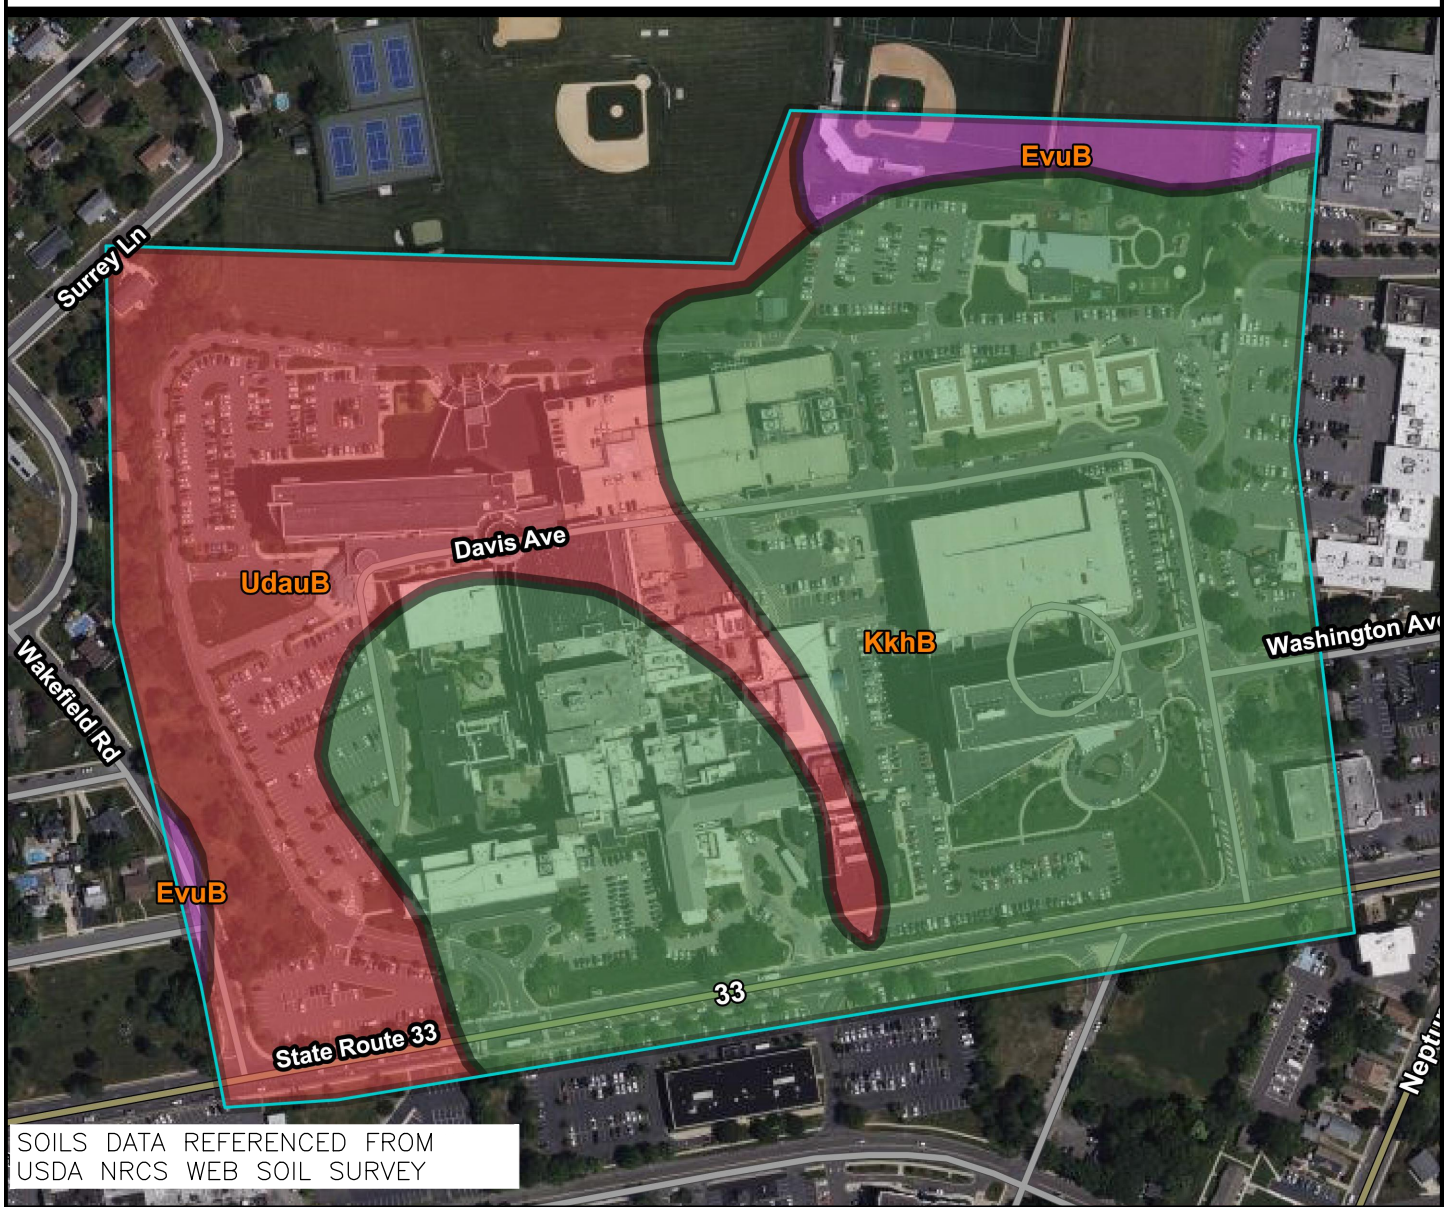 EvuB
Surrey Ln
Davis Ave
UdauB
KkhB
Washington Ave
Wakefield Rd
EvuB
33
State Route 33
Neptu
SOILS DATA REFERENCED FROM
USDA NRCS WEB SOIL SURVEY